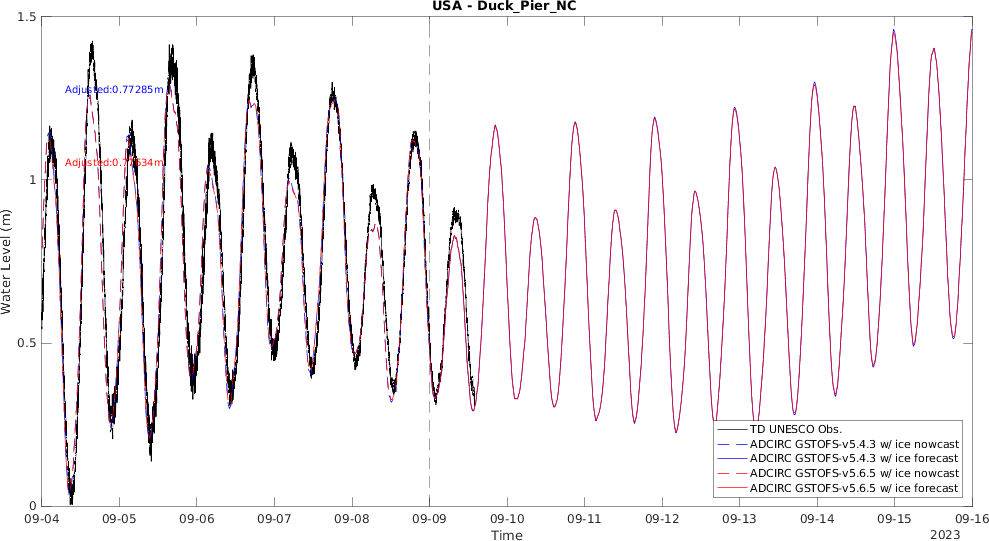 USA - Duck_Pier_NC
1.5
1
0.5
0
Water Level (m)
Adjusted:0.77285m
TD UNESCO Obs.
ADCIRC GSTOFS-v5.4.3 w/ ice nowcast
ADCIRC GSTOFS-v5.4.3 w/ ice forecast
ADCIRC GSTOFS-v5.6.5 w/ ice nowcast
ADCIRC GSTOFS-v5.6.5 w/ ice forecast
09-04 09-05 09-06 09-07 09-08 09-09 09-10 09-11 09-12 09-13 09-14 09-15 09-16
Time
2023